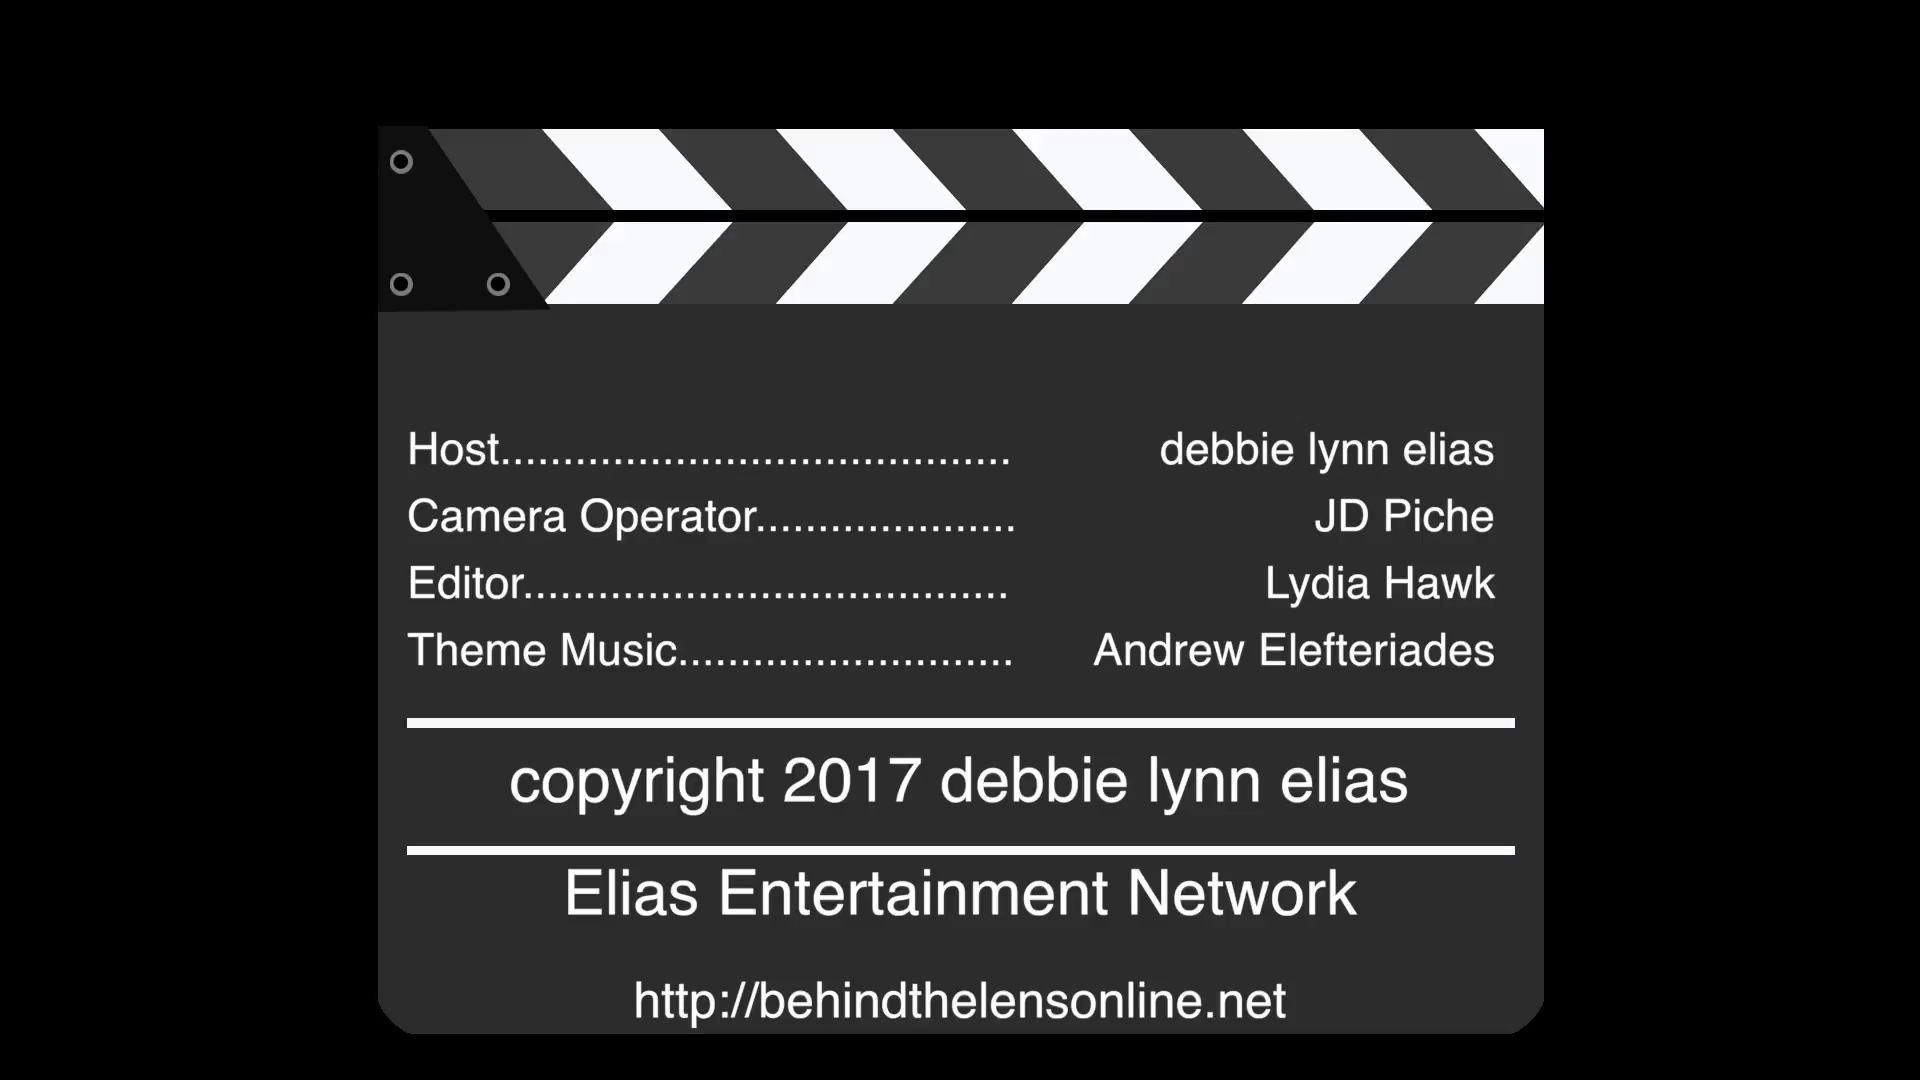 Host......................................... debbie lynn elias
Camera Operator..................... JD Piche
Editor....................................... Lydia Hawk
Theme Music........................... Andrew Elefteriades
copyright 2017 debbie lynn elias
Elias Entertainment Network
http://behindthelensonline.net